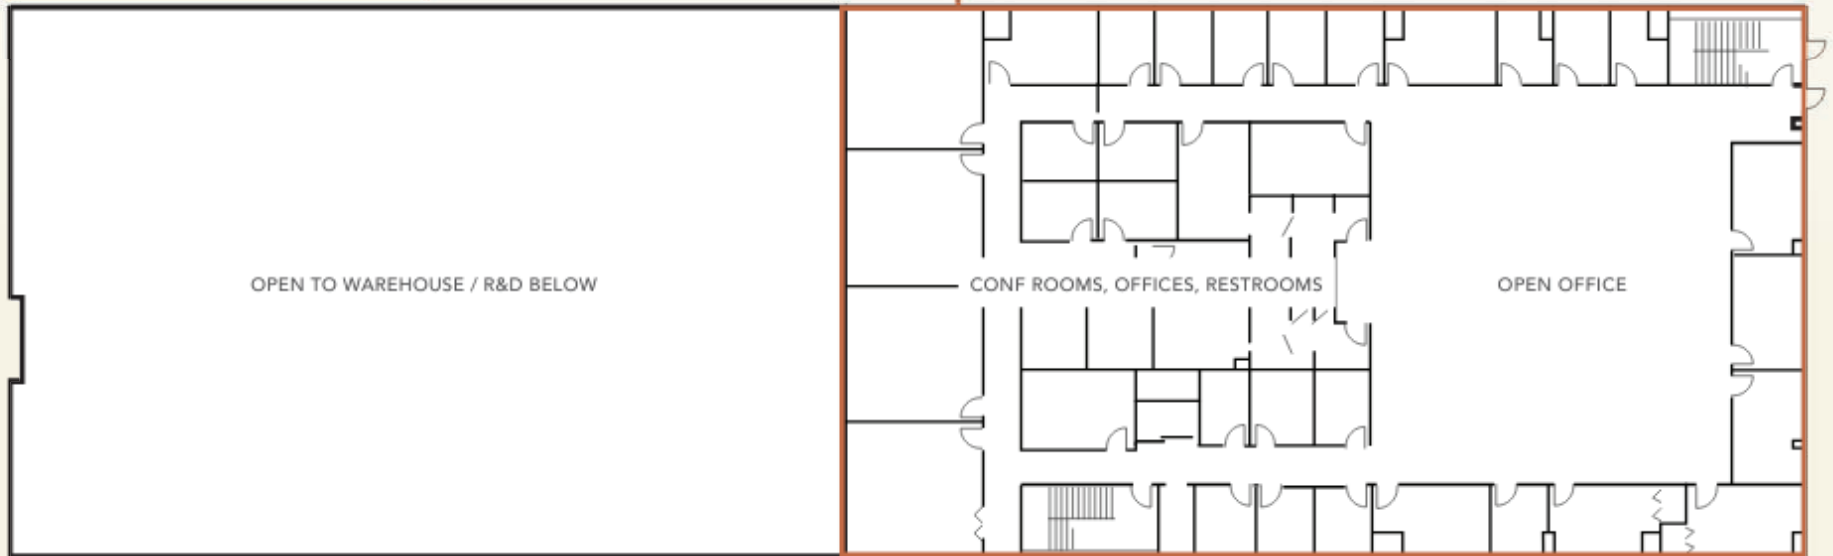 OPEN TO WAREHOUSE / R&D BELOW
CONF ROOMS, OFFICES, RESTROOMS
OPEN OFFICE